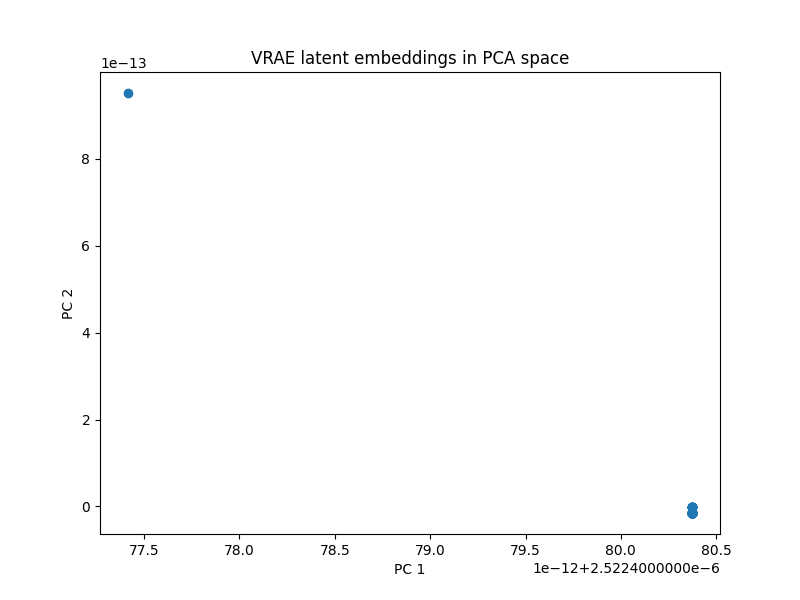 VRAE latent embeddings in PCA space
1e−13
8
6
4
2
0
PC 2
77.5 78.0 78.5 79.0 79.5 80.0 80.5
PC 1
1e−12+2.5224000000e−6